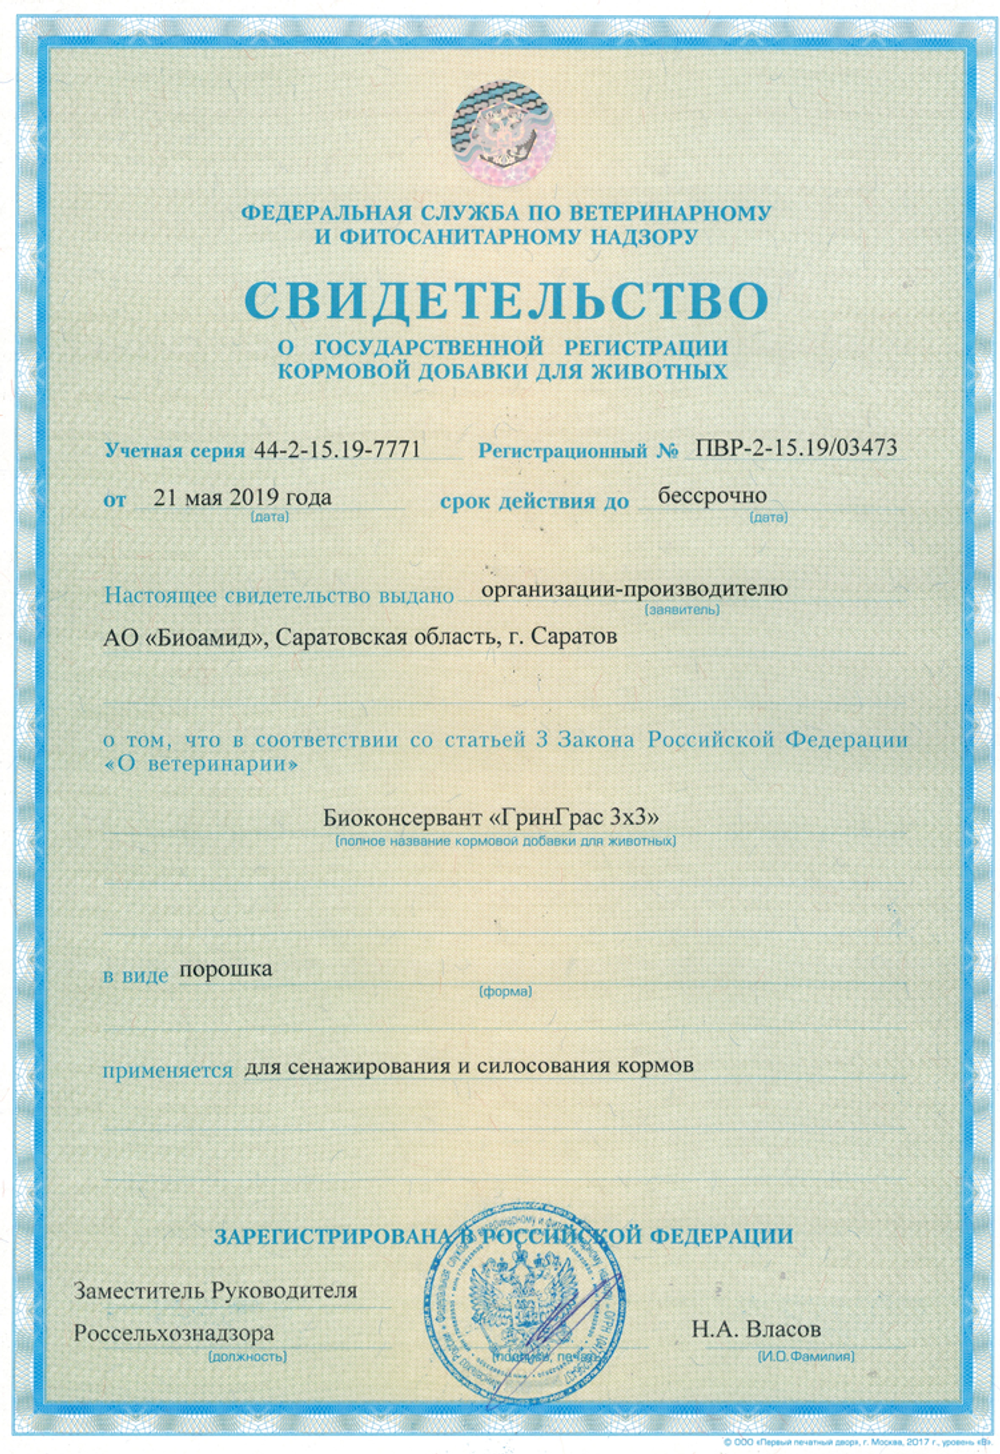 ФЕДЕРАЛЬНАЯ СЛУЖБА ПО ВЕТЕРИНАРНОМУ
И ФИТОСАНИТАРНОМУ НАДЗОРУ
СВИДЕТЕЛЬСТВО
О ГОСУДАРСТВЕННОЙ РЕГИСТРАЦИИ
КОРМОВОЙ ДОБАВКИ ДЛЯ ЖИВОТНЫХ
Учетная серия 44-2-15.19-7771 Регистрационный № ПВР-2-15.19/03473
от 21 мая 2019 года срок действия до бессрочно
(дата) (дата)
Настоящее свидетельство выдано организации-производителю
(заявитель)
АО «Биоамид», Саратовская область, г. Саратов
о том, что в соответствии со статьей 3 Закона Российской Федерации
«О ветеринарии»
Биоконсервант «ГринГрас 3х3»
(полное название кормовой добавки для животных)
в виде порошка
(форма)
применяется для сенажирования и силосования кормов
ЗАРЕГИСТРИРОВАНА В РОССИЙСКОЙ ФЕДЕРАЦИИ
Заместитель Руководителя
Россельхознадзора Н.А. Власов
(должность) (подпись, печать) (И.О.Фамилия)
© ООО «Первый печатный двор», г. Москва, 2017 г., уровень «В»